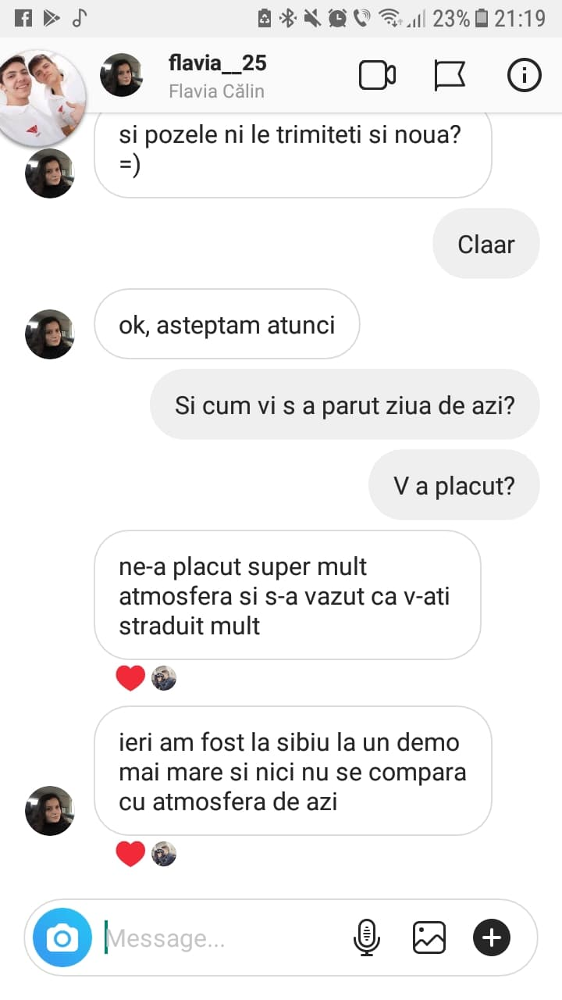 23% 21:19
flavia__25
Flavia Călin
si pozele ni le trimiteti si noua?
=)
Claar
ok, asteptam atunci
Si cum vi s a parut ziua de azi?
V a placut?
ne-a placut super mult
atmosfera si s-a vazut ca v-ati
straduit mult
ieri am fost la sibiu la un demo
mai mare si nici nu se compara
cu atmosfera de azi
Message...